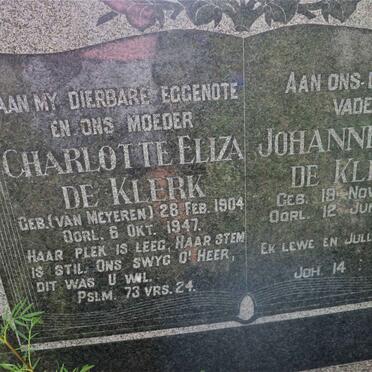 AAN MY DIERBARE EGGENOTE
EN ONS MOEDER
CHARLOTTE ELIZA
DE KLERK
GEB. (VAN MEYEREN) 28 FEB. 1904
OORL. 6 OKT. 1947.
HAAR PLEK IS LEEG, HAAR STEM
IS STIL. ONS SWYG O' HEER,
DIT WAS U WIL.
PSLM. 73 VRS. 24.
AAN ONS
VADE
JOHANNE
DE KL
GEB. 19 NOV
OORL. 12 JUN
EK LEWE EN JULL
JOH. 14